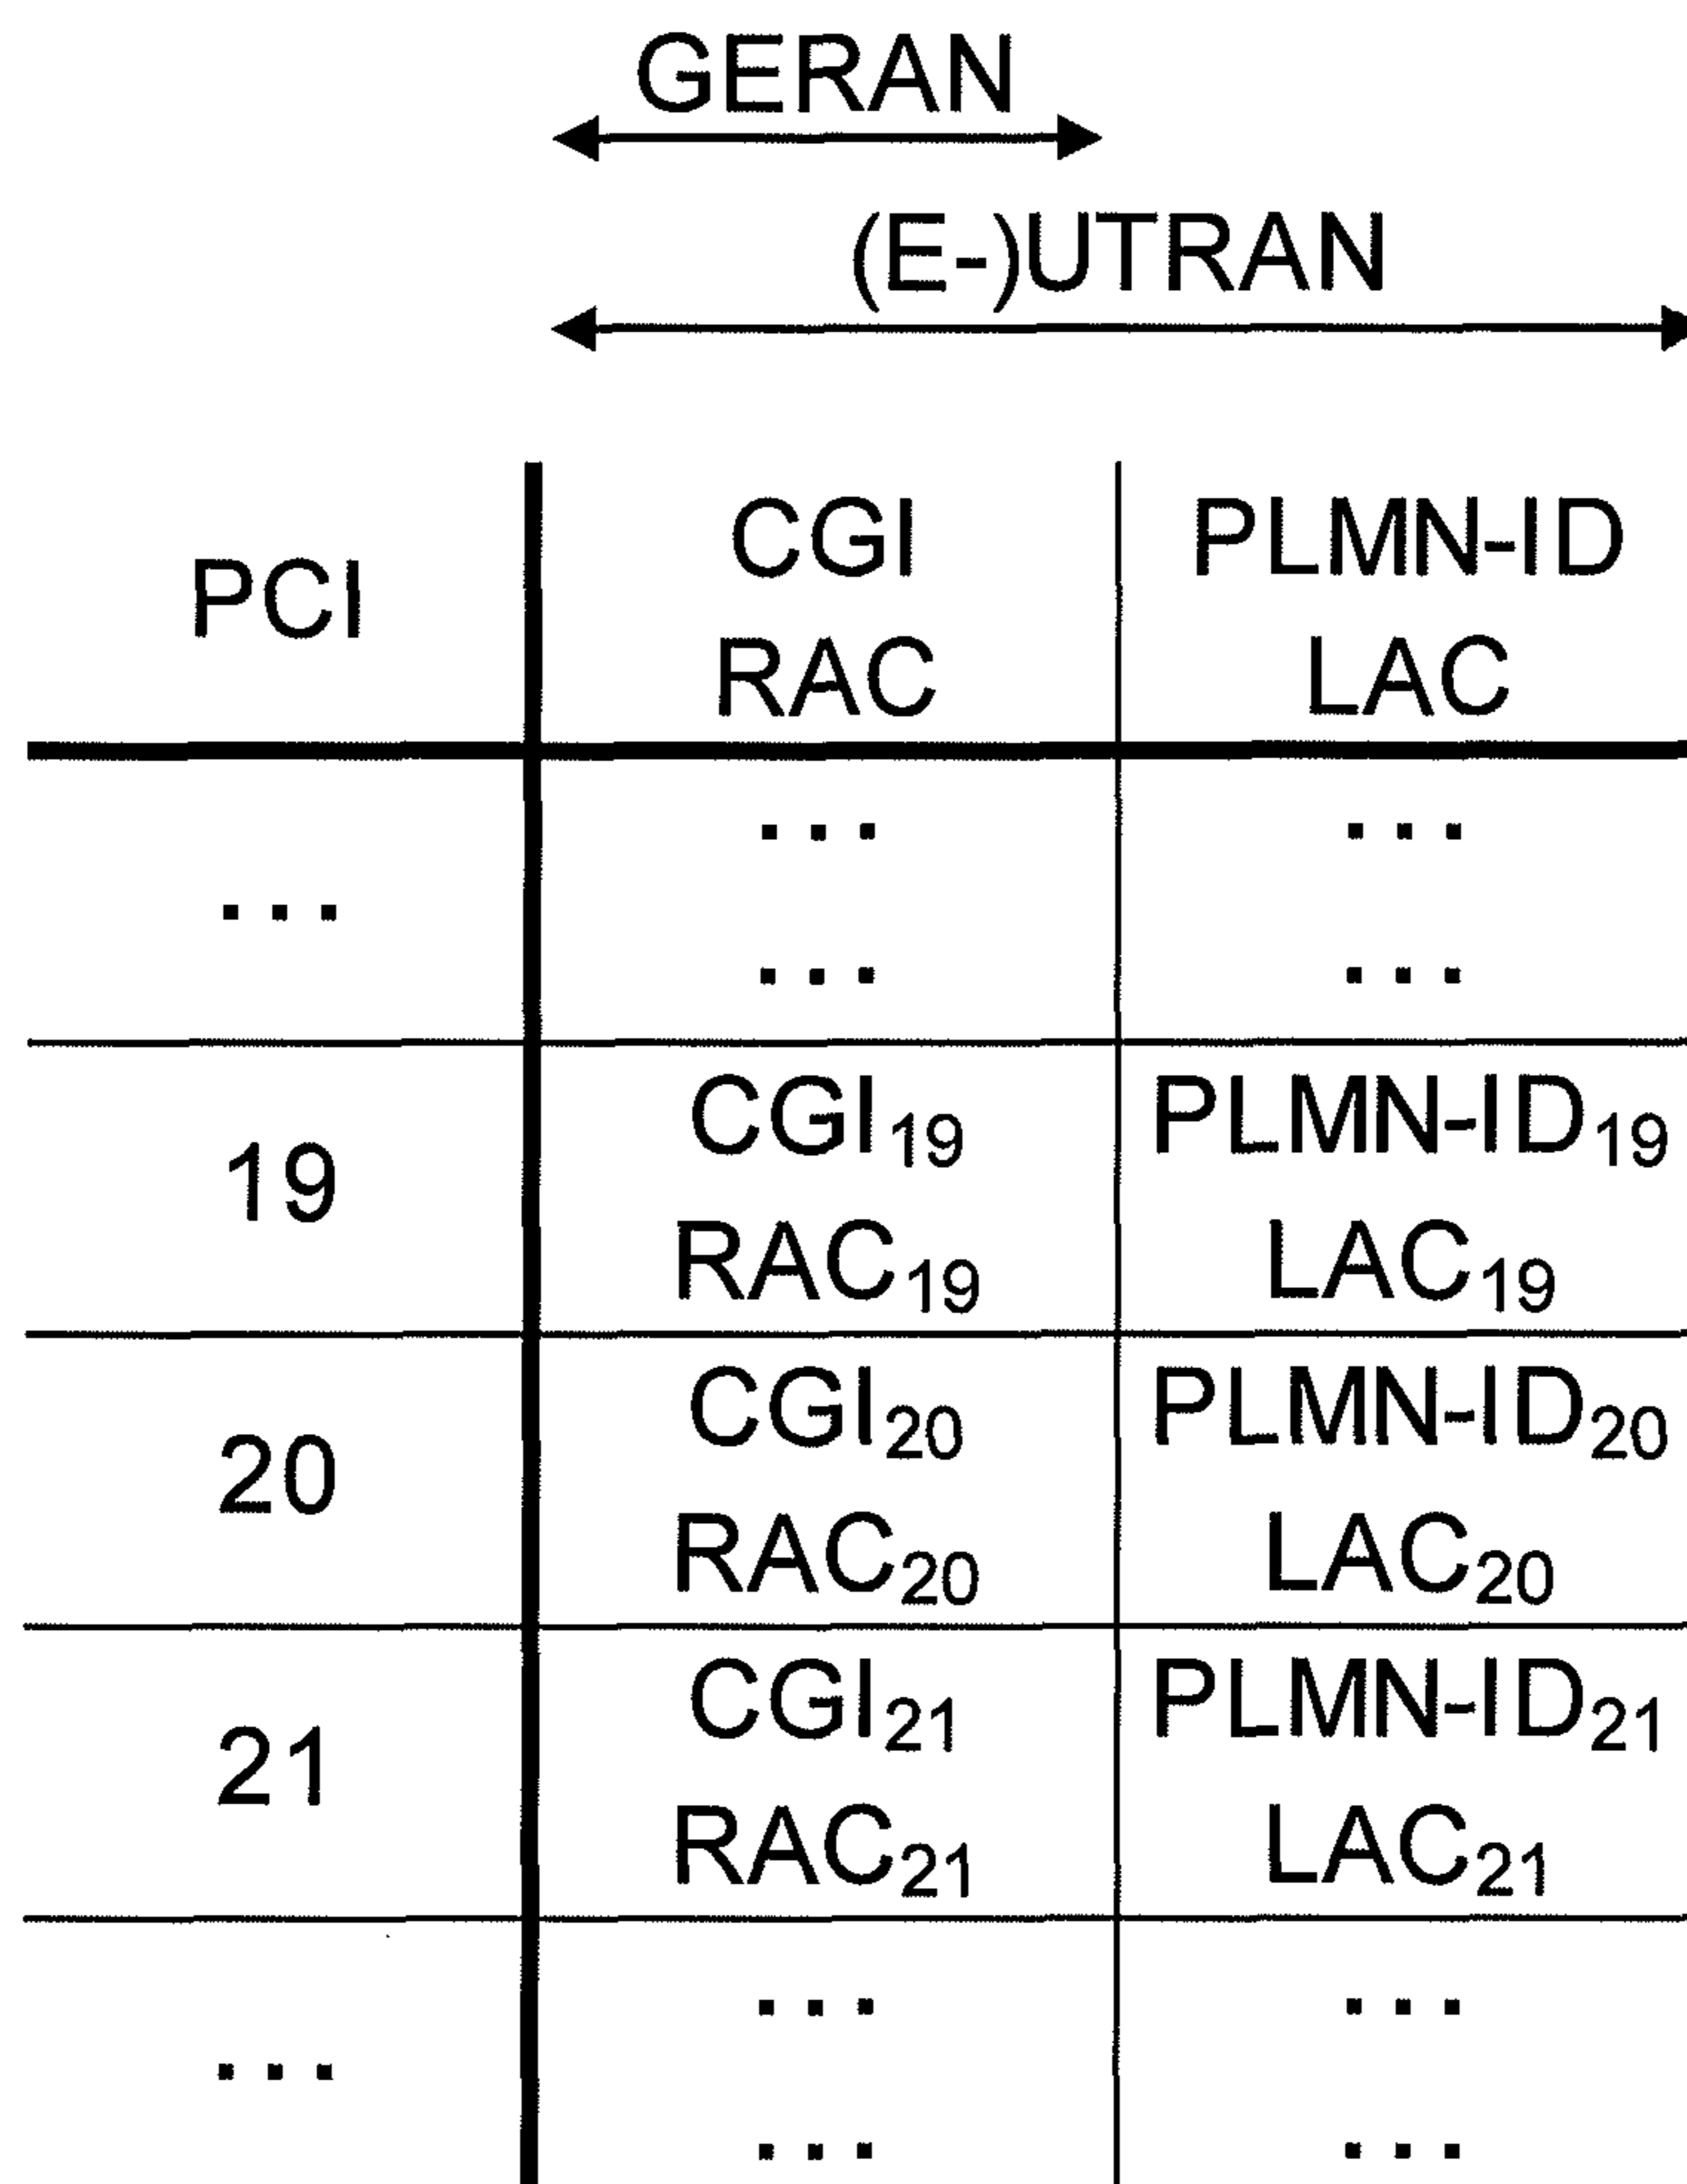 GERAN
(E-)UTRAN
PCI CGI PLMN-ID
RAC LAC
... ...
...
... ...
19 CGI19 PLMN-ID19
RAC19 LAC19
20 CGI20 PLMN-ID20
RAC20 LAC20
21 CGI21 PLMN-ID21
RAC21 LAC21
... ...
...
... ...